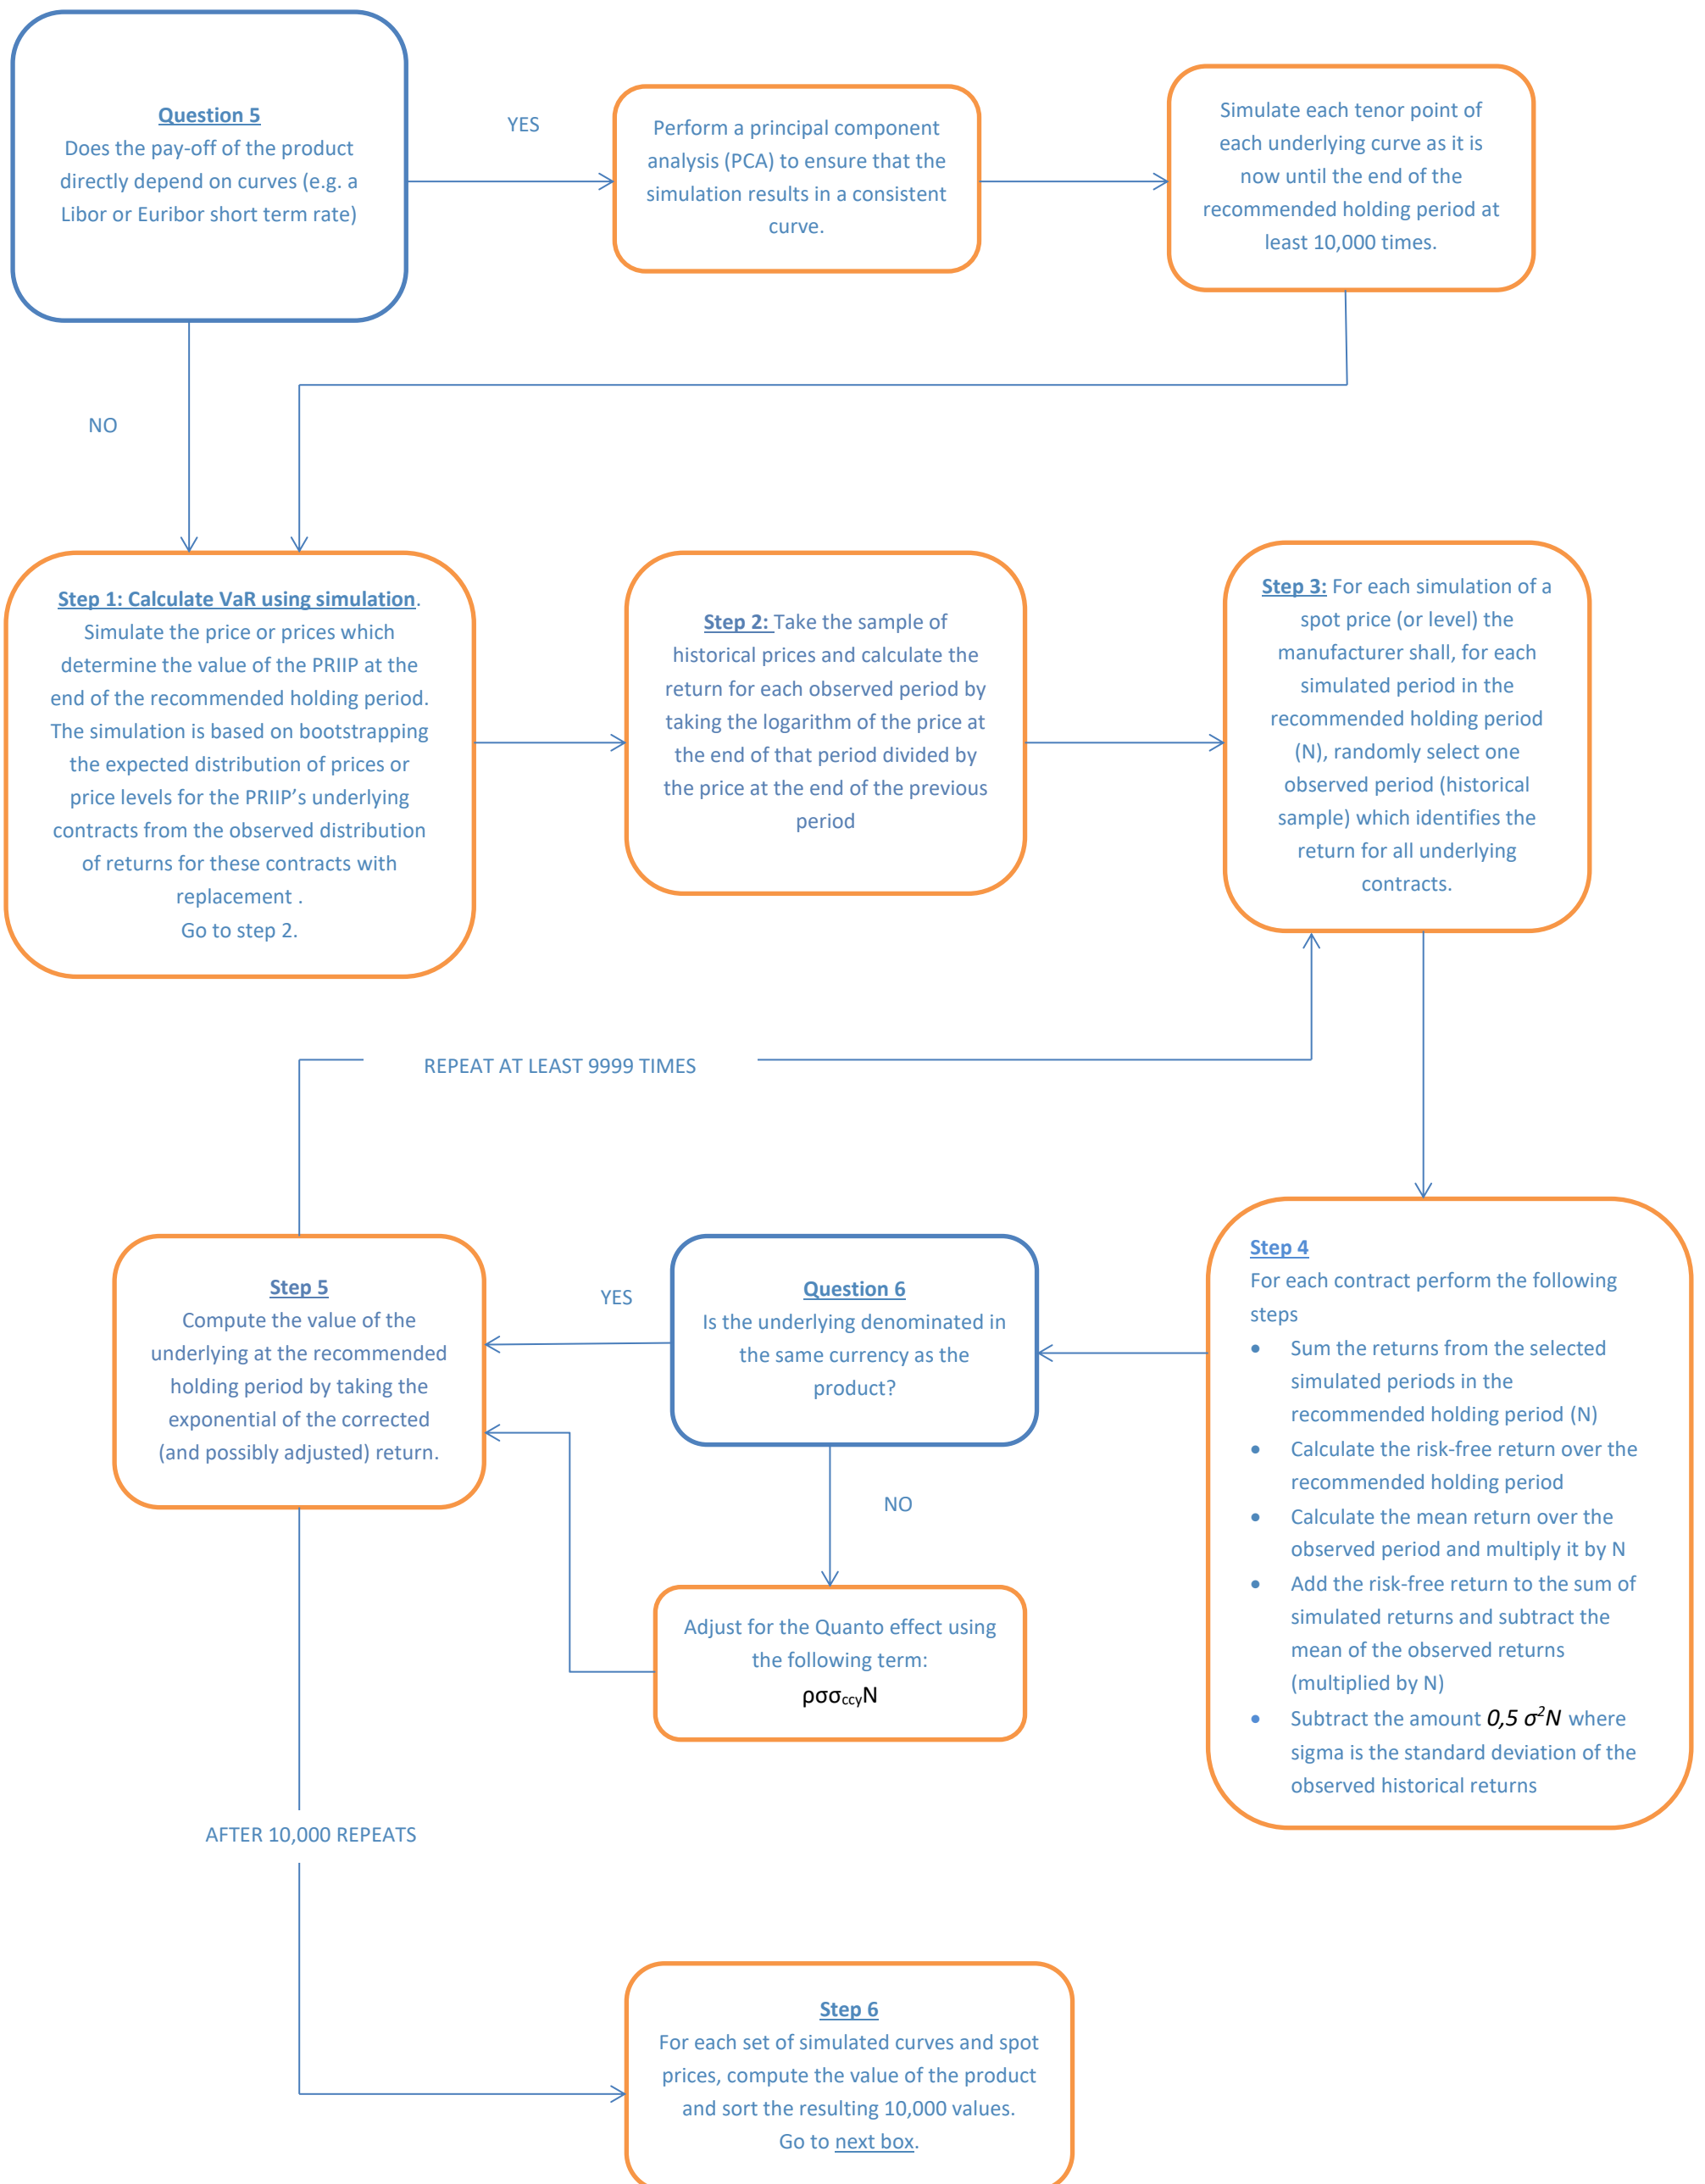 Question 5
Does the pay-off of the product
directly depend on curves (e.g. a
Libor or Euribor short term rate)
YES
Perform a principal component
analysis (PCA) to ensure that the
simulation results in a consistent
curve.
Simulate each tenor point of
each underlying curve as it is
now until the end of the
recommended holding period at
least 10,000 times.
NO
Step 1: Calculate VaR using simulation.
Simulate the price or prices which
determine the value of the PRIIP at the
end of the recommended holding period.
The simulation is based on bootstrapping
the expected distribution of prices or
price levels for the PRIIP’s underlying
contracts from the observed distribution
of returns for these contracts with
replacement .
Go to step 2.
Step 2: Take the sample of
historical prices and calculate the
return for each observed period by
taking the logarithm of the price at
the end of that period divided by
the price at the end of the previous
period
Step 3: For each simulation of a
spot price (or level) the
manufacturer shall, for each
simulated period in the
recommended holding period
(N), randomly select one
observed period (historical
sample) which identifies the
return for all underlying
contracts.
REPEAT AT LEAST 9999 TIMES
Step 4
For each contract perform the following
steps
• Sum the returns from the selected
simulated periods in the
recommended holding period (N)
• Calculate the risk-free return over the
recommended holding period
• Calculate the mean return over the
observed period and multiply it by N
• Add the risk-free return to the sum of
simulated returns and subtract the
mean of the observed returns
(multiplied by N)
• Subtract the amount 0,5 σ²N where
sigma is the standard deviation of the
observed historical returns
Question 6
Is the underlying denominated in
the same currency as the
product?
YES
NO
Adjust for the Quanto effect using
the following term:
ρσσccyN
Step 5
Compute the value of the
underlying at the recommended
holding period by taking the
exponential of the corrected
(and possibly adjusted) return.
AFTER 10,000 REPEATS
Step 6
For each set of simulated curves and spot
prices, compute the value of the product
and sort the resulting 10,000 values.
Go to next box.